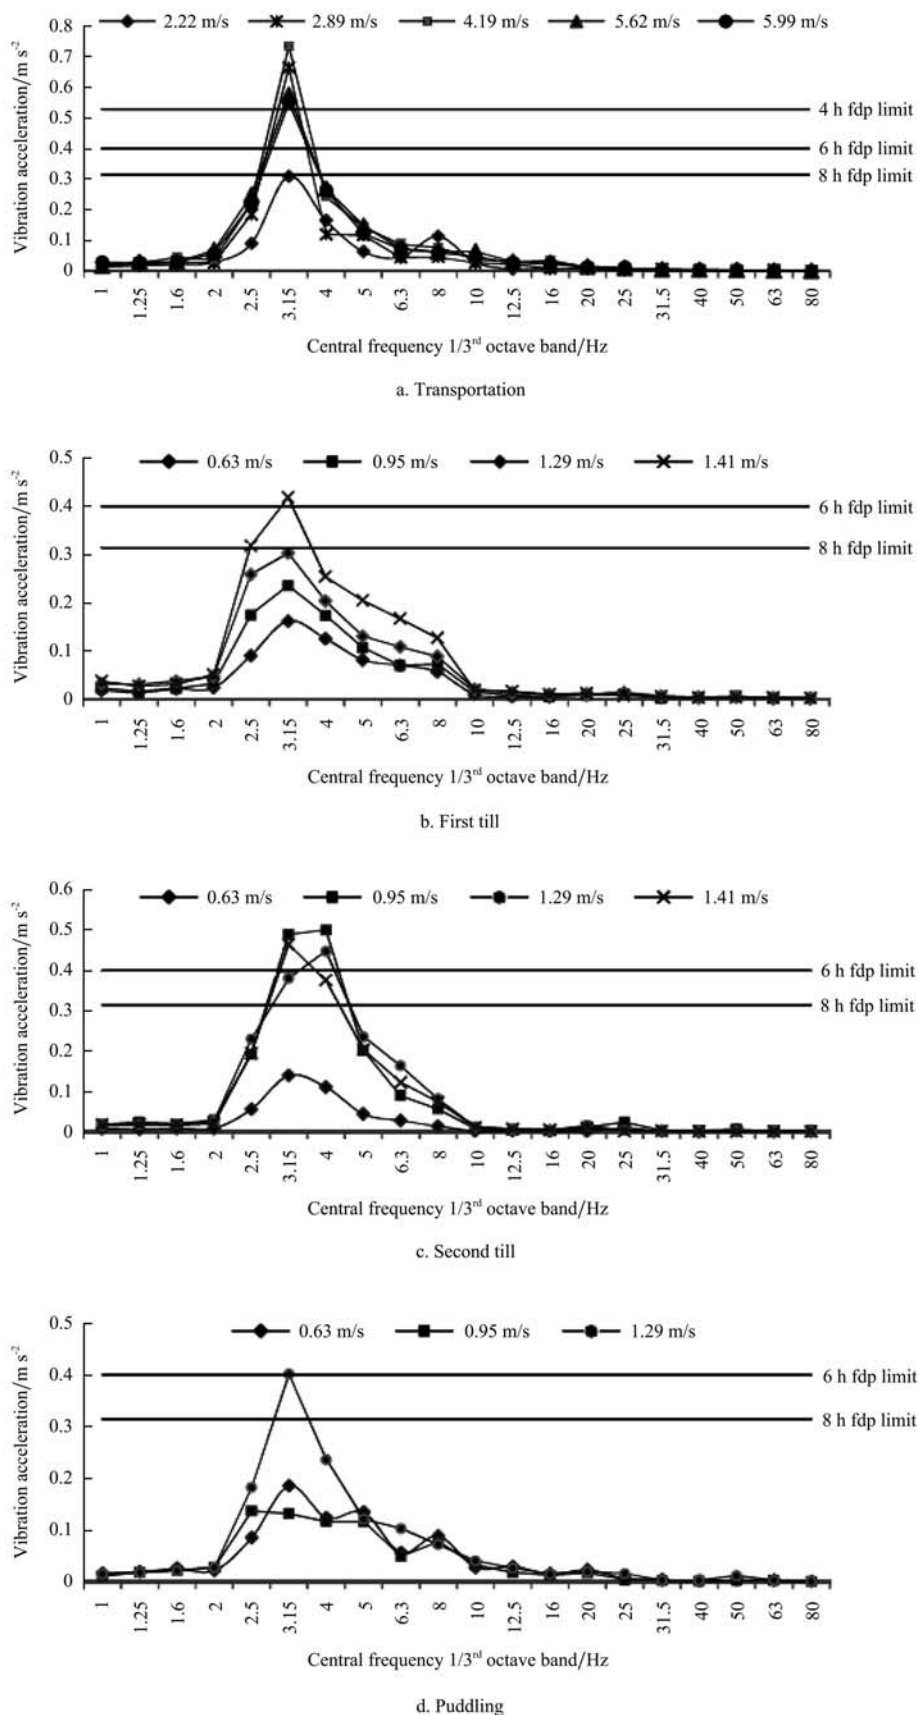 2.22 m/s 2.89 m/s 4.19 m/s 5.62 m/s 5.99 m/s
Vibration acceleration/m s⁻²
0.8
0.7
0.6
0.5
0.4
0.3
0.2
0.1
0
4 h fdp limit
6 h fdp limit
8 h fdp limit
1 1.25 1.6 2 2.5 3.15 4 5 6.3 8 10 12.5 16 20 25 31.5 40 50 63 80
Central frequency 1/3ʳᵈ octave band/Hz
a. Transportation
0.63 m/s 0.95 m/s 1.29 m/s 1.41 m/s
Vibration acceleration/m s⁻²
0.5
0.4
0.3
0.2
0.1
0
6 h fdp limit
8 h fdp limit
1 1.25 1.6 2 2.5 3.15 4 5 6.3 8 10 12.5 16 20 25 31.5 40 50 63 80
Central frequency 1/3ʳᵈ octave band/Hz
b. First till
0.63 m/s 0.95 m/s 1.29 m/s 1.41 m/s
Vibration acceleration/m s⁻²
0.6
0.5
0.4
0.3
0.2
0.1
0
6 h fdp limit
8 h fdp limit
1 1.25 1.6 2 2.5 3.15 4 5 6.3 8 10 12.5 16 20 25 31.5 40 50 63 80
Central frequency 1/3ʳᵈ octave band/Hz
c. Second till
0.63 m/s 0.95 m/s 1.29 m/s
Vibration acceleration/m s⁻²
0.5
0.4
0.3
0.2
0.1
0
6 h fdp limit
8 h fdp limit
1 1.25 1.6 2 2.5 3.15 4 5 6.3 8 10 12.5 16 20 25 31.5 40 50 63 80
Central frequency 1/3ʳᵈ octave band/Hz
d. Puddling